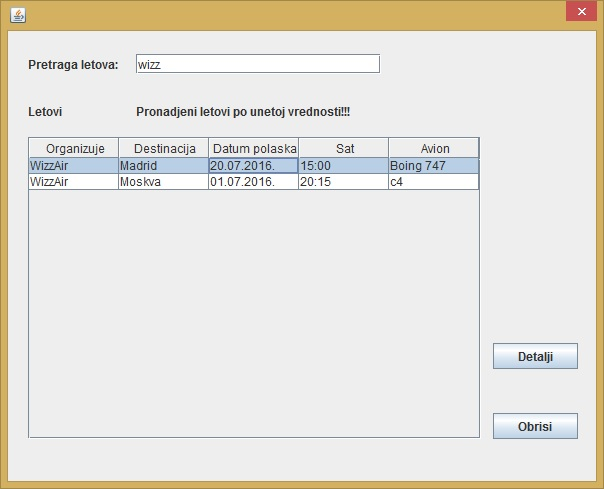 Pretraga letova: wizz
Letovi Pronadjeni letovi po unetoj vrednosti!!!
Organizuje Destinacija Datum polaska Sat Avion
WizzAir Madrid 20.07.2016. 15:00 Boing 747
WizzAir Moskva 01.07.2016. 20:15 c4
Detalji
Obrisi